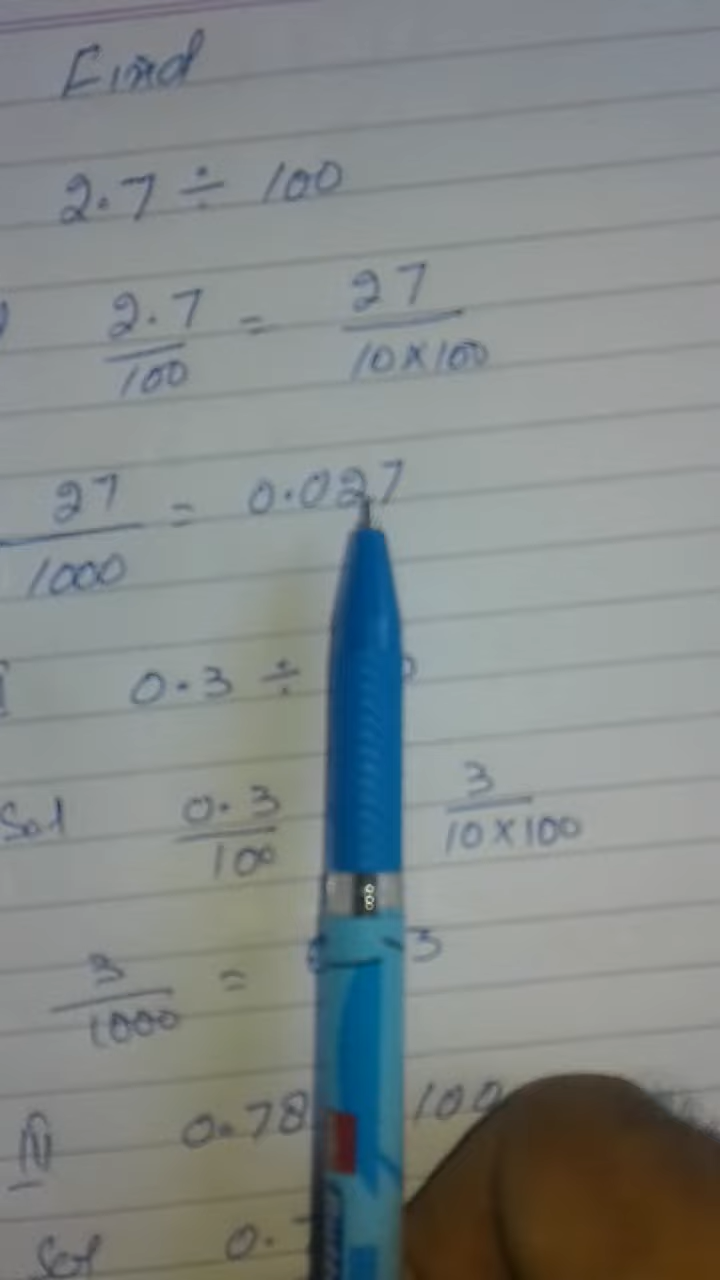 Find
2.7 ÷ 100
2.7/100 = 27/10×100
27/1000 = 0.027
0.3 ÷
Sol 0.3/100 3/10×100
3/1000 = 3
0.78 100
Sol 0.